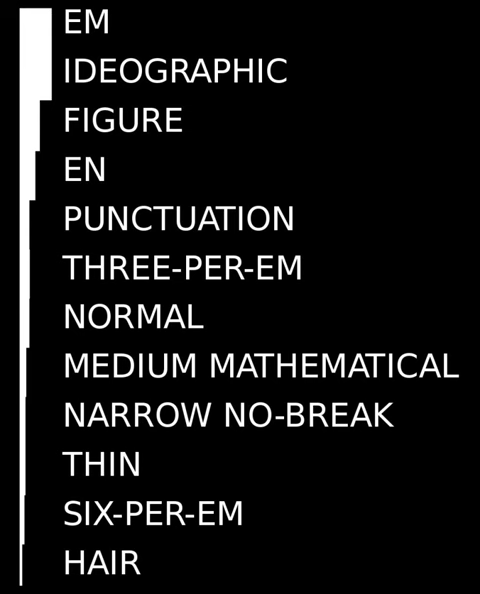 EM
IDEOGRAPHIC
FIGURE
EN
PUNCTUATION
THREE-PER-EM
NORMAL
MEDIUM MATHEMATICAL
NARROW NO-BREAK
THIN
SIX-PER-EM
HAIR